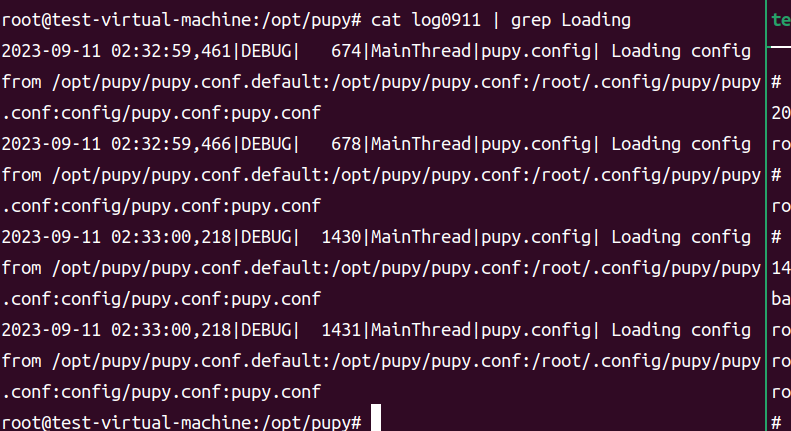 root@test-virtual-machine:/opt/pupy# cat log0911 | grep Loading
2023-09-11 02:32:59,461|DEBUG|   674|MainThread|pupy.config| Loading config
from /opt/pupy/pupy.conf.default:/opt/pupy/pupy.conf:/root/.config/pupy/pupy
.conf:config/pupy.conf:pupy.conf
2023-09-11 02:32:59,466|DEBUG|   678|MainThread|pupy.config| Loading config
from /opt/pupy/pupy.conf.default:/opt/pupy/pupy.conf:/root/.config/pupy/pupy
.conf:config/pupy.conf:pupy.conf
2023-09-11 02:33:00,218|DEBUG|  1430|MainThread|pupy.config| Loading config
from /opt/pupy/pupy.conf.default:/opt/pupy/pupy.conf:/root/.config/pupy/pupy
.conf:config/pupy.conf:pupy.conf
2023-09-11 02:33:00,218|DEBUG|  1431|MainThread|pupy.config| Loading config
from /opt/pupy/pupy.conf.default:/opt/pupy/pupy.conf:/root/.config/pupy/pupy
.conf:config/pupy.conf:pupy.conf
root@test-virtual-machine:/opt/pupy#
te
#
20
ro
#
ro
#
14
ba
ro
ro
ro
#